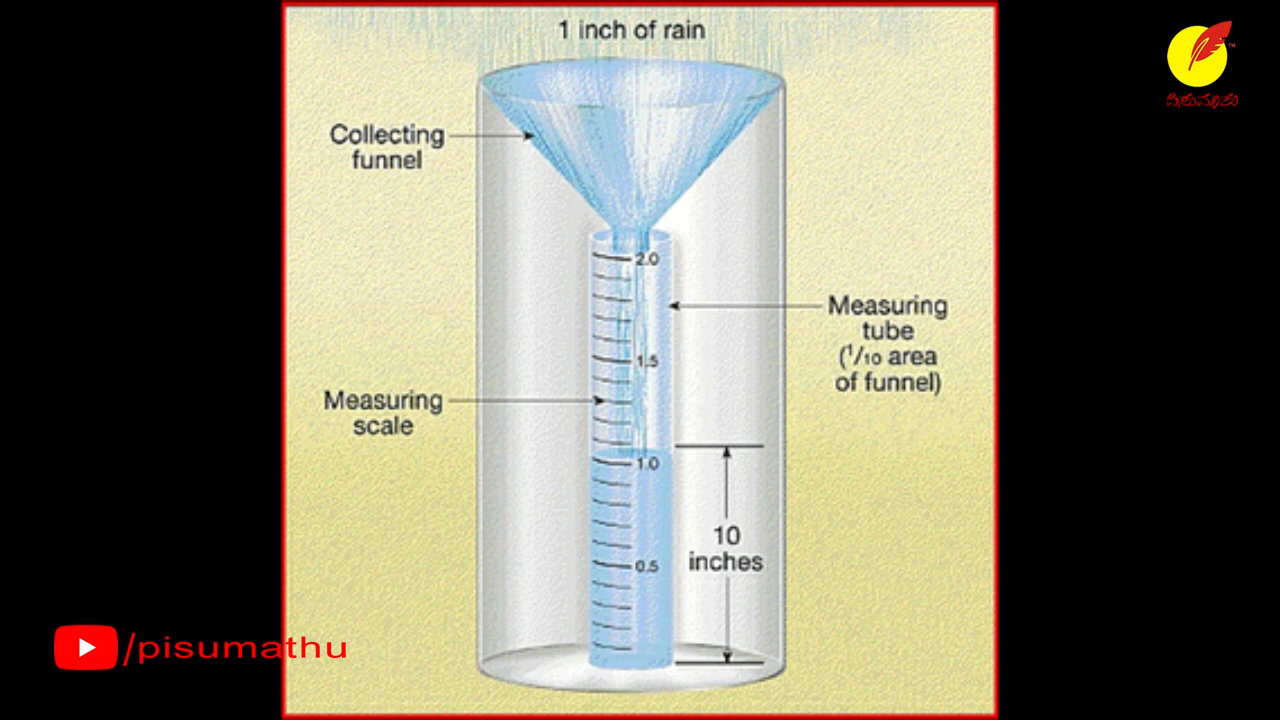 1 inch of rain
ಪಿಸುಮಾತು
TM
Collecting
funnel
2.0
Measuring
tube
(1/10 area
of funnel)
1.5
Measuring
scale
1.0
10
inches
0.5
/pisumathu